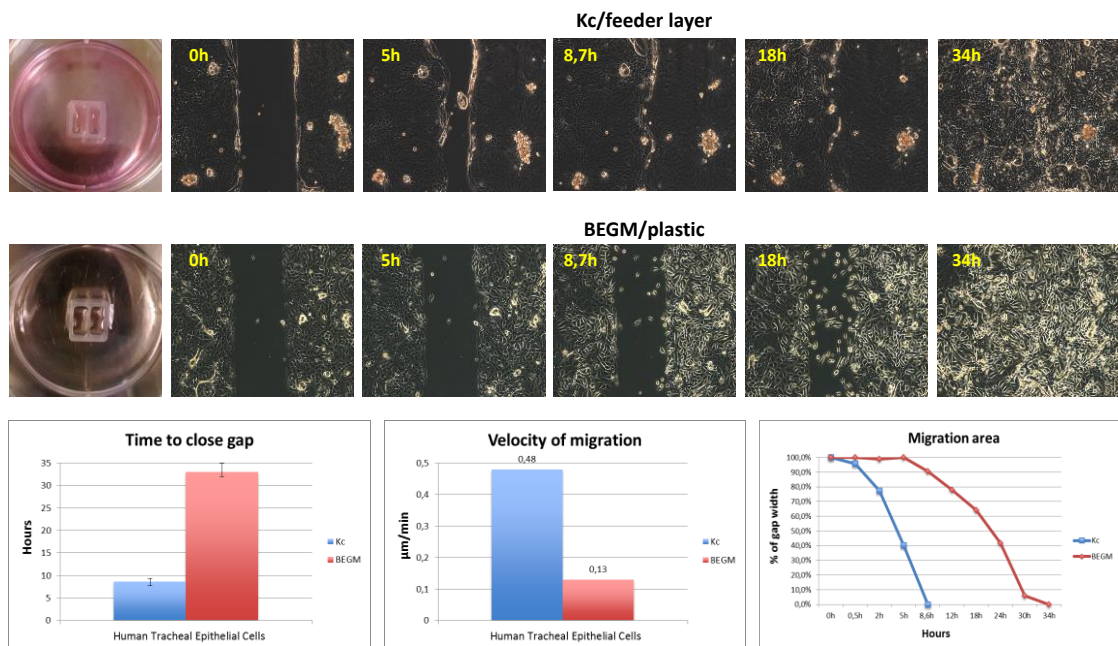 Kc/feeder layer
0h
5h
8,7h
18h
34h
BEGM/plastic
0h
5h
8,7h
18h
34h
Time to close gap
35
30
25
20
15
10
5
0
Hours
Kc
BEGM
Human Tracheal Epithelial Cells
Velocity of migration
0,5
0,4
0,3
0,2
0,1
0
µm/min
0,48
0,13
Kc
BEGM
Human Tracheal Epithelial Cells
Migration area
100,0%
90,0%
80,0%
70,0%
60,0%
50,0%
40,0%
30,0%
20,0%
10,0%
0,0%
% of gap width
Kc
BEGM
0h 0,5h 2h 5h 8,6h 12h 18h 24h 30h 34h
Hours